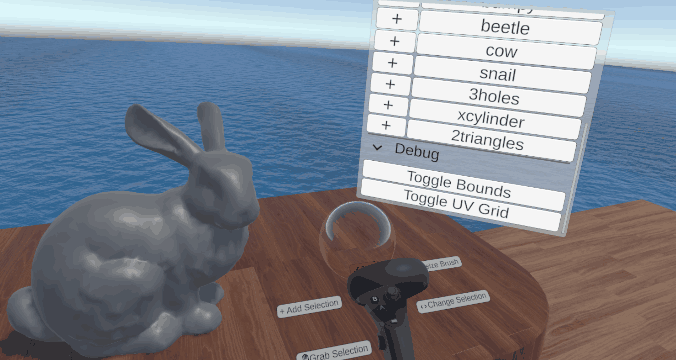 + beetle
+ cow
+ snail
+ 3holes
+ xcylinder
+ 2triangles
Debug
Toggle Bounds
Toggle UV Grid
Brush
+ Add Selection
Change Selection
Grab Selection